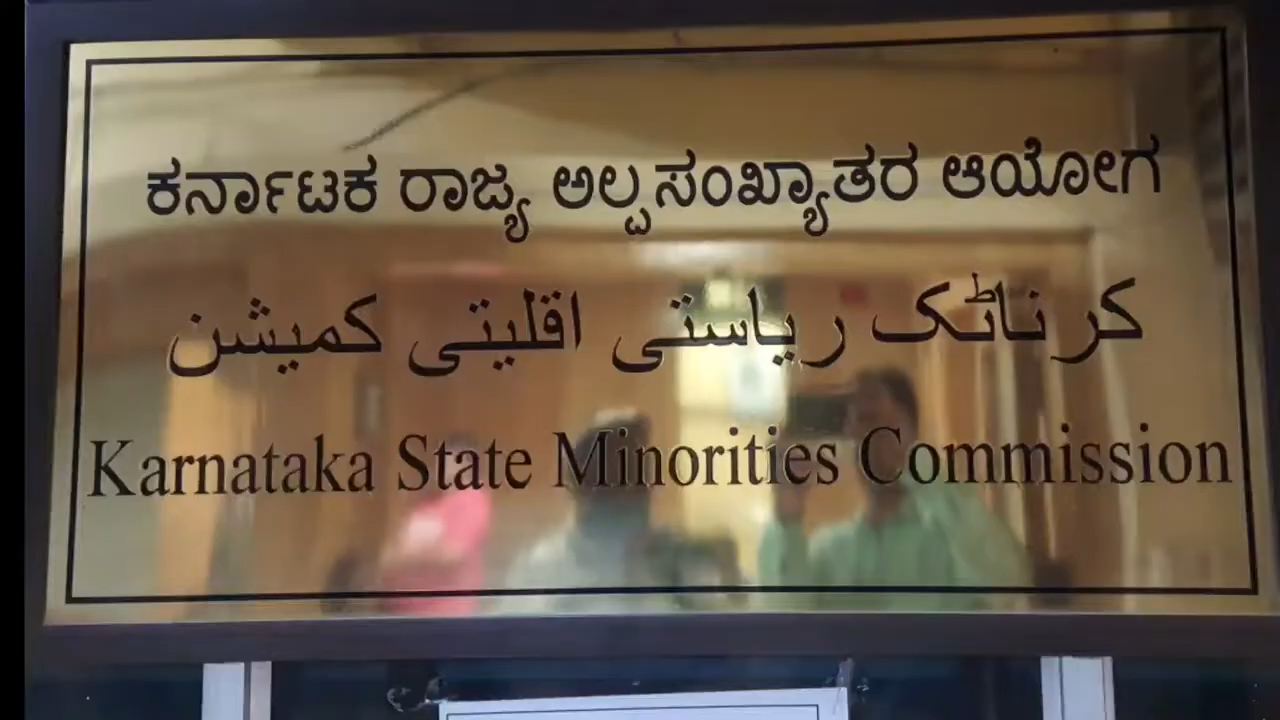 ಕರ್ನಾಟಕ ರಾಜ್ಯ ಅಲ್ಪಸಂಖ್ಯಾತರ ಆಯೋಗ
کرناٹک ریاستی اقلیتی کمیشن
Karnataka State Minorities Commission